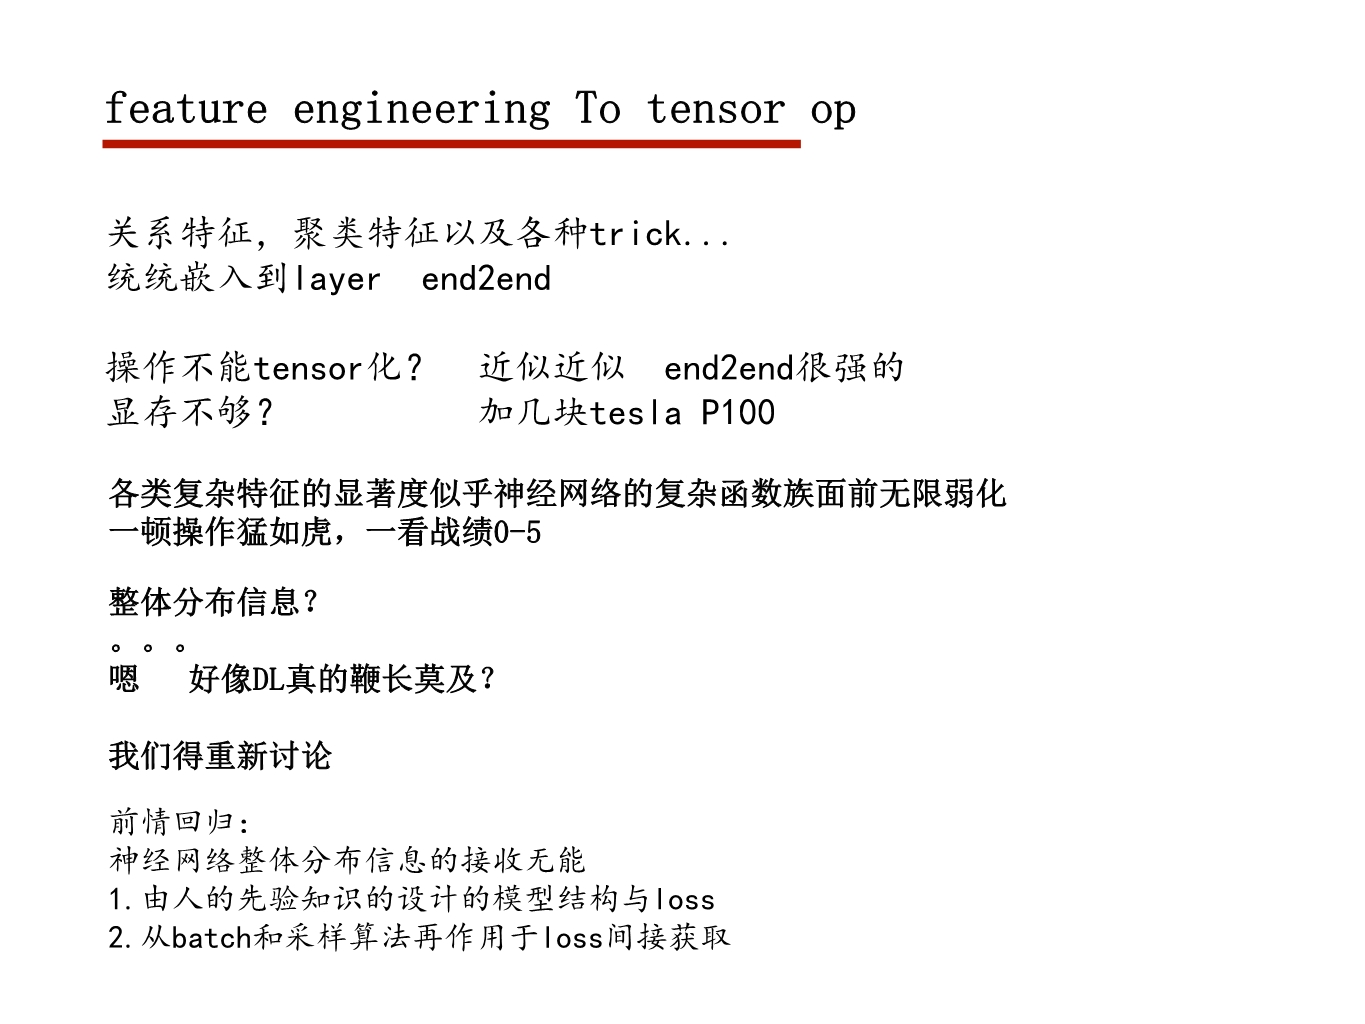 feature engineering To tensor op
关系特征，聚类特征以及各种trick...
统统嵌入到layer  end2end
操作不能tensor化？  近似近似  end2end很强的
显存不够？  加几块tesla P100
各类复杂特征的显著度似乎神经网络的复杂函数族面前无限弱化
一顿操作猛如虎，一看战绩0-5
整体分布信息？
。。。
嗯  好像DL真的鞭长莫及？
我们得重新讨论
前情回归：
神经网络整体分布信息的接收无能
1.由人的先验知识的设计的模型结构与loss
2.从batch和采样算法再作用于loss间接获取